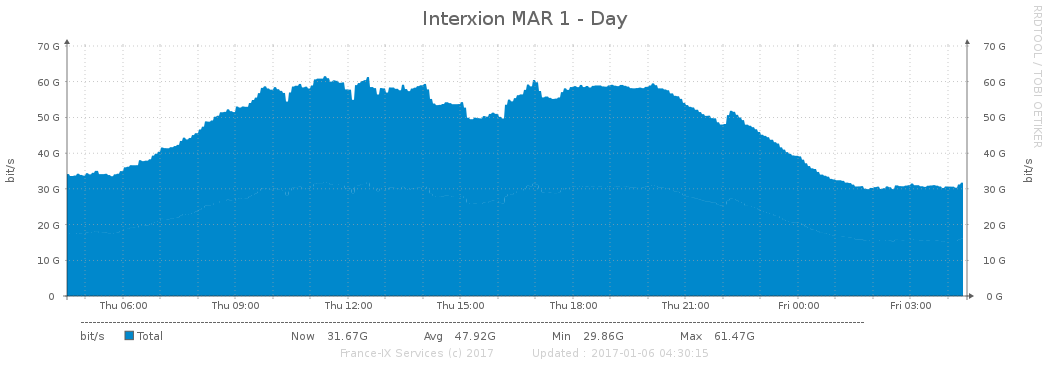 Interxion MAR 1 - Day
RRDTOOL / TOBI OETIKER
bit/s
70 G 70 G
60 G 60 G
50 G 50 G
40 G 40 G
30 G 30 G
20 G 20 G
10 G 10 G
0 0 G
bit/s
Thu 06:00 Thu 09:00 Thu 12:00 Thu 15:00 Thu 18:00 Thu 21:00 Fri 00:00 Fri 03:00
bit/s Total Now 31.67G Avg 47.92G Min 29.86G Max 61.47G
France-IX Services (c) 2017 Updated : 2017-01-06 04:30:15